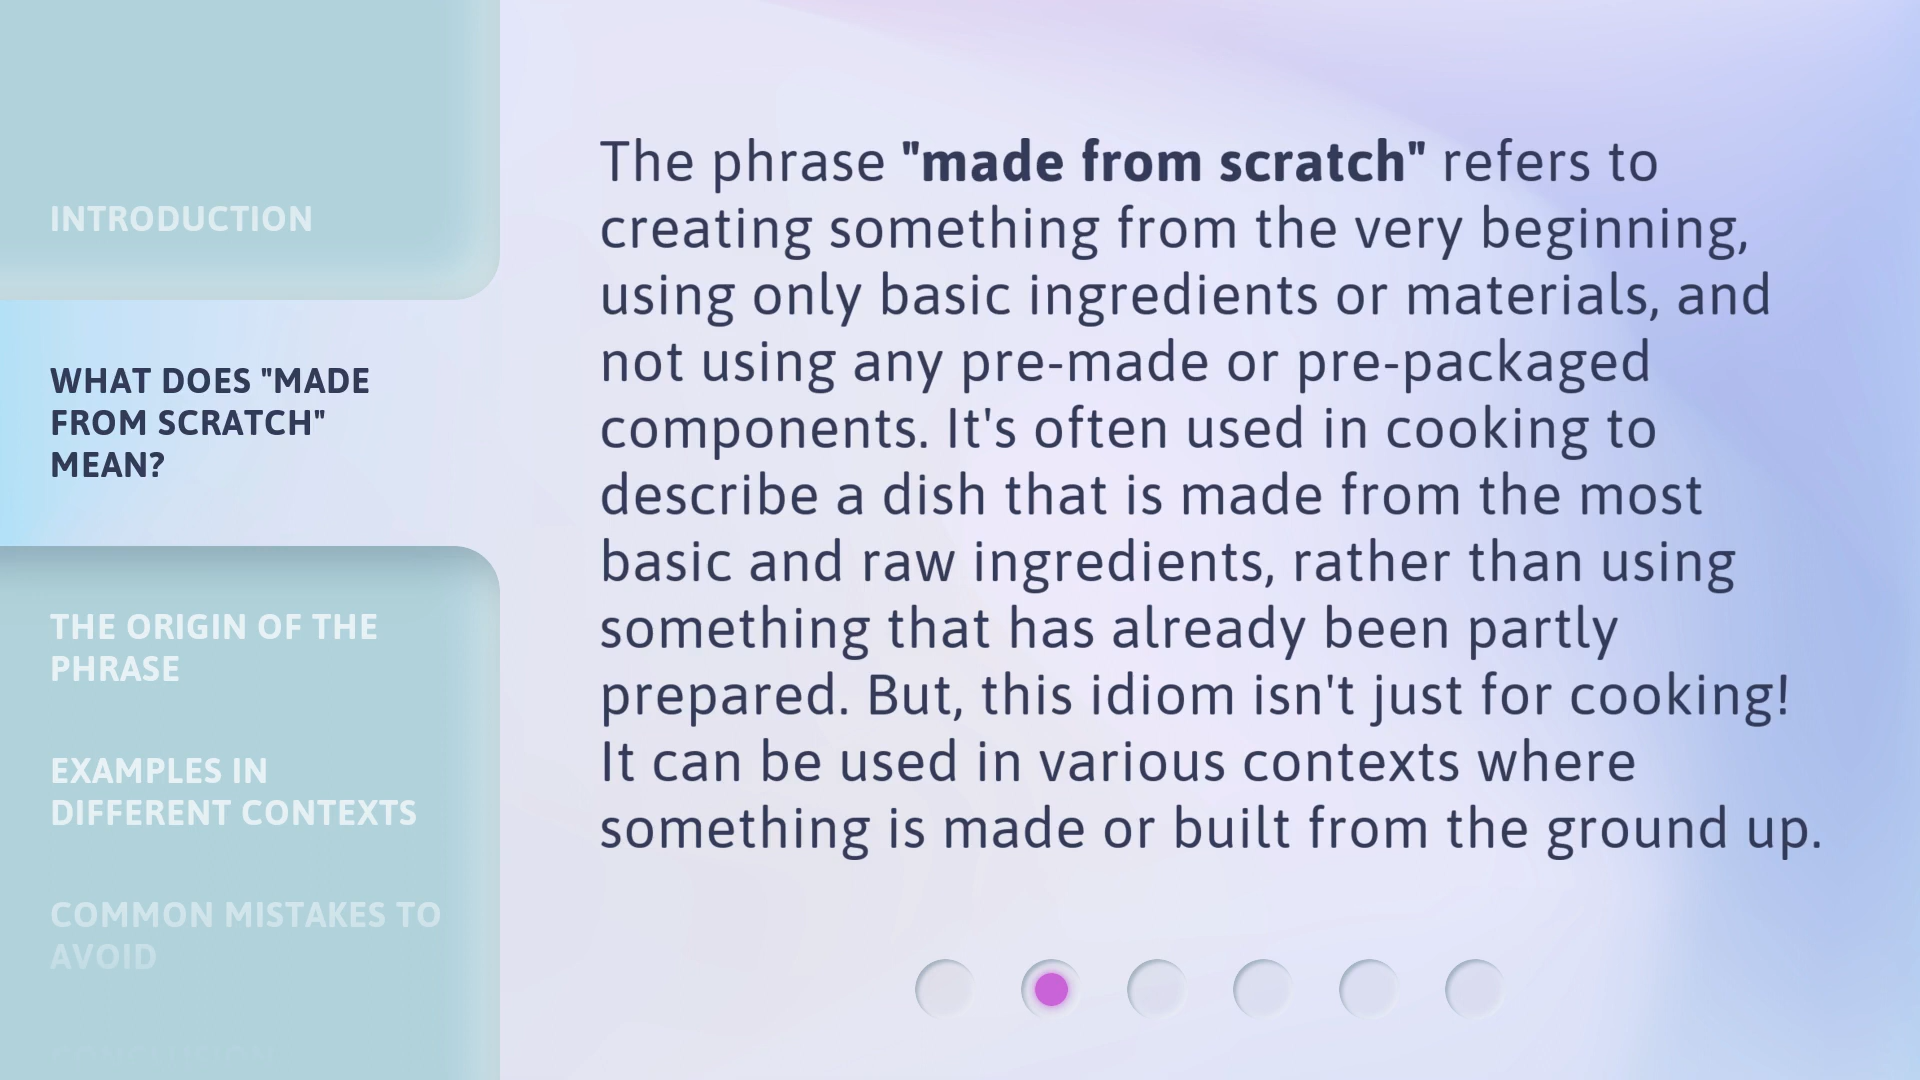 INTRODUCTION
WHAT DOES "MADE
FROM SCRATCH"
MEAN?
THE ORIGIN OF THE
PHRASE
EXAMPLES IN
DIFFERENT CONTEXTS
COMMON MISTAKES TO
AVOID
CONCLUSION
The phrase "made from scratch" refers to
creating something from the very beginning,
using only basic ingredients or materials, and
not using any pre-made or pre-packaged
components. It's often used in cooking to
describe a dish that is made from the most
basic and raw ingredients, rather than using
something that has already been partly
prepared. But, this idiom isn't just for cooking!
It can be used in various contexts where
something is made or built from the ground up.